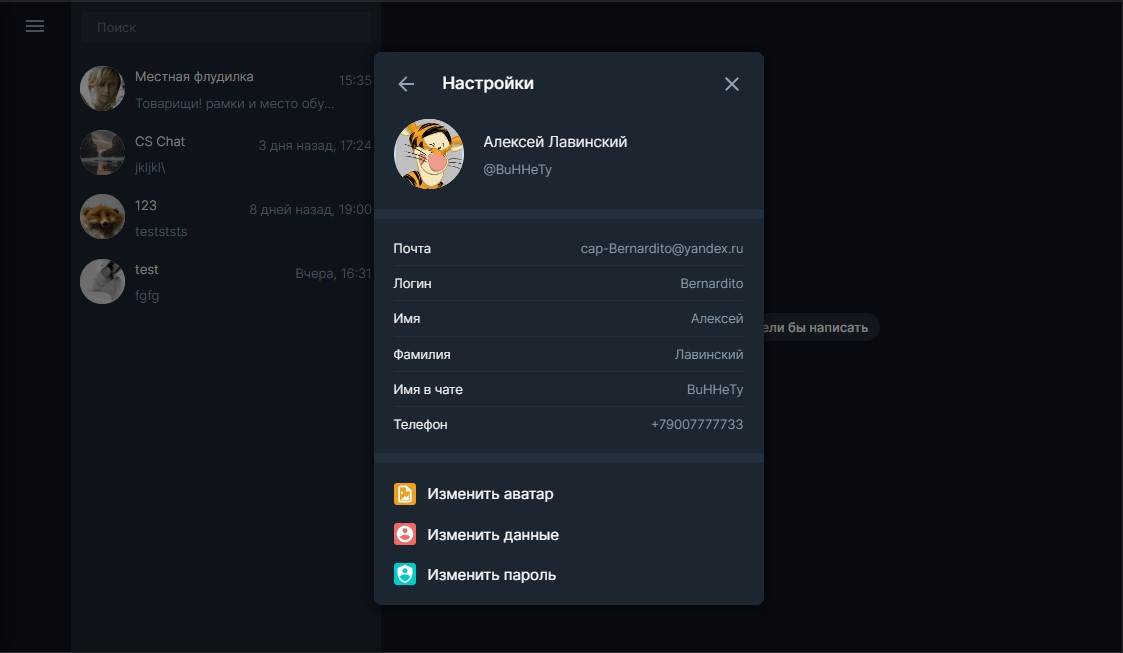 Поиск
Местная флудилка
15:35
Товарищи! рамки и место обу...
CS Chat
3 дня назад, 17:24
jkljkl\
123
8 дней назад, 19:00
testststs
test
Вчера, 16:31
fgfg
Настройки
Алексей Лавинский
@BuHHeTy
Почта
cap-Bernardito@yandex.ru
Логин
Bernardito
Имя
Алексей
Фамилия
Лавинский
Имя в чате
BuHHeTy
Телефон
+79007777733
ели бы написать
Изменить аватар
Изменить данные
Изменить пароль